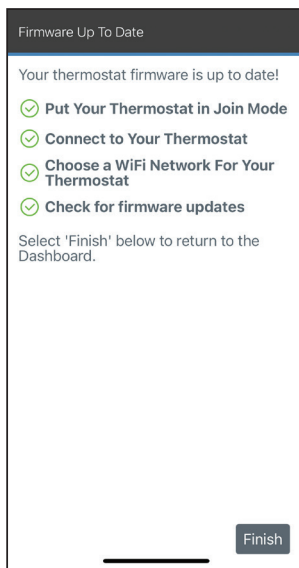 Firmware Up To Date
Your thermostat firmware is up to date!
Put Your Thermostat in Join Mode
Connect to Your Thermostat
Choose a WiFi Network For Your
Thermostat
Check for firmware updates
Select 'Finish' below to return to the
Dashboard.
Finish